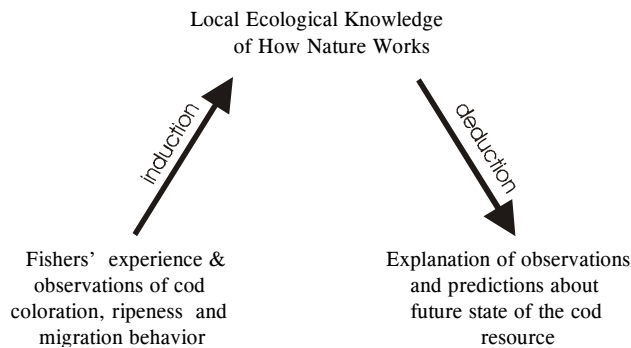 Local Ecological Knowledge
of How Nature Works
induction
deduction
Fishers' experience &
observations of cod
coloration, ripeness and
migration behavior
Explanation of observations
and predictions about
future state of the cod
resource